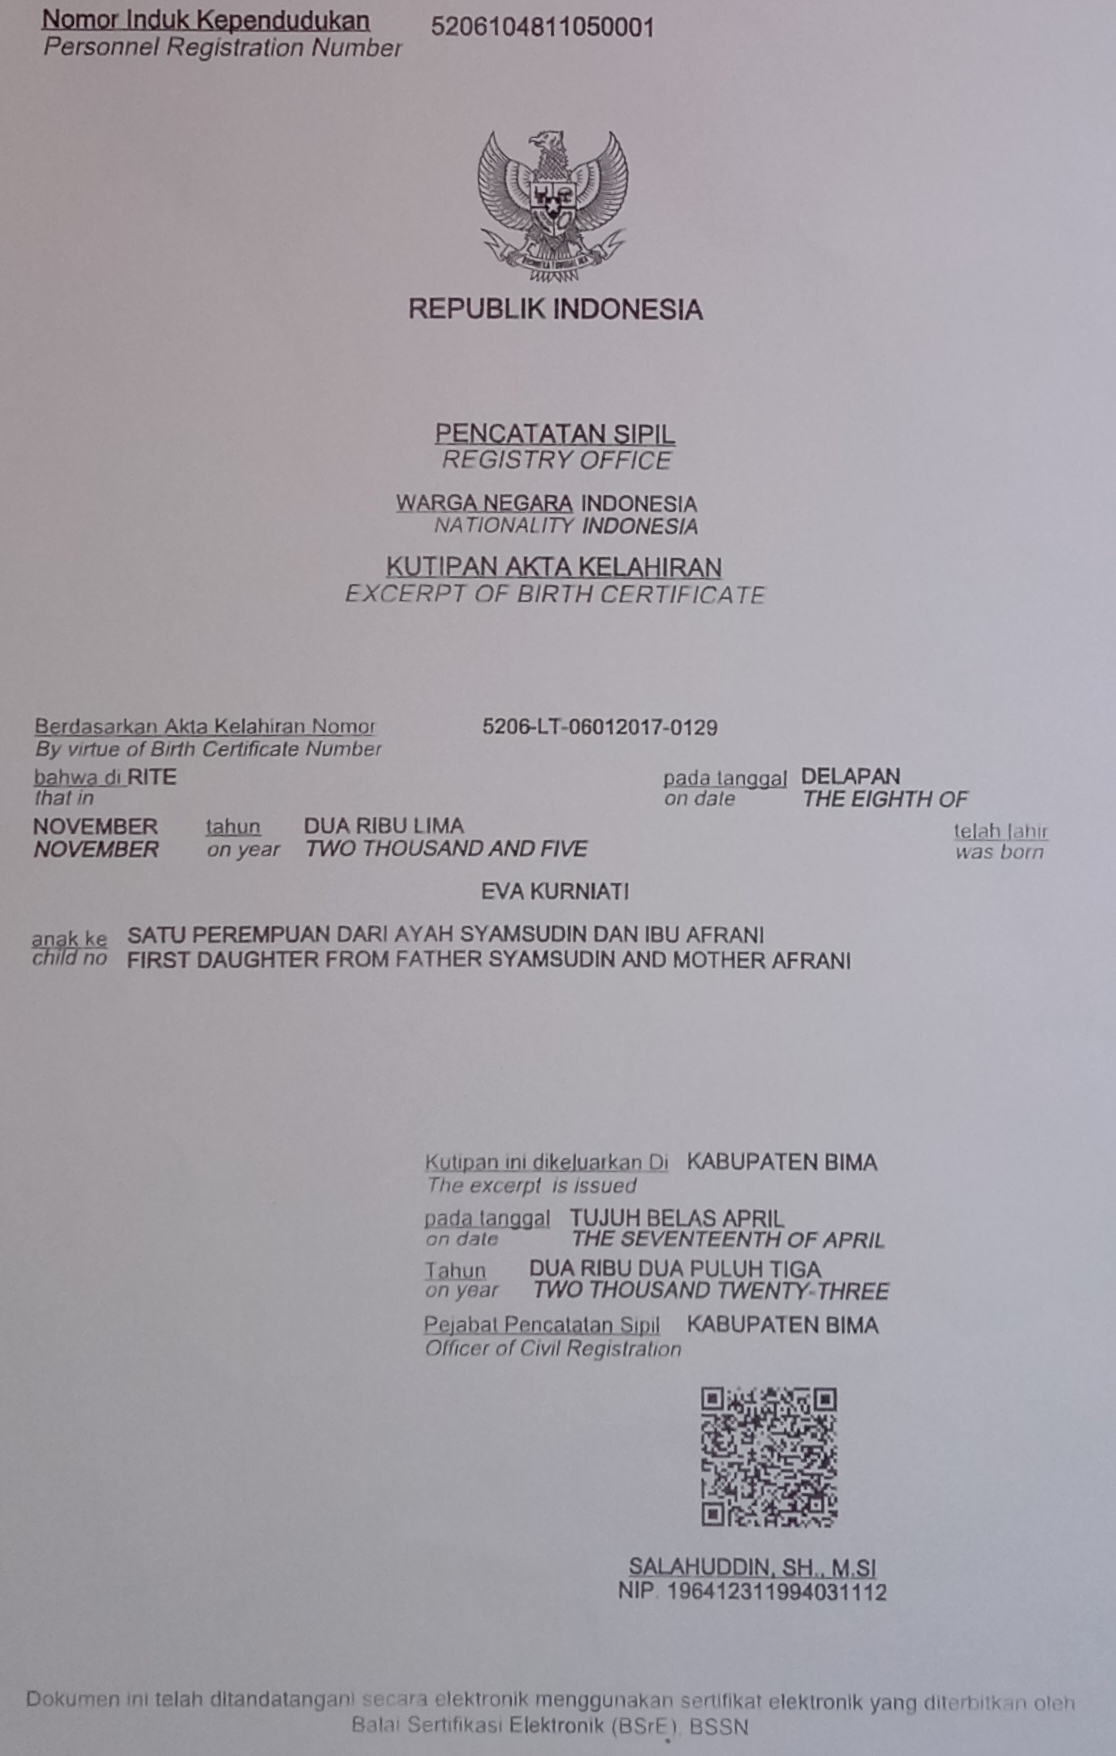 Nomor Induk Kependudukan 5206104811050001
Personnel Registration Number
REPUBLIK INDONESIA
PENCATATAN SIPIL
REGISTRY OFFICE
WARGA NEGARA INDONESIA
NATIONALITY INDONESIA
KUTIPAN AKTA KELAHIRAN
EXCERPT OF BIRTH CERTIFICATE
Berdasarkan Akta Kelahiran Nomor 5206-LT-06012017-0129
By virtue of Birth Certificate Number
bahwa di RITE pada tanggal DELAPAN
that in on date THE EIGHTH OF
NOVEMBER tahun DUA RIBU LIMA telah lahir
NOVEMBER on year TWO THOUSAND AND FIVE was born
EVA KURNIATI
anak ke SATU PEREMPUAN DARI AYAH SYAMSUDIN DAN IBU AFRANI
child no FIRST DAUGHTER FROM FATHER SYAMSUDIN AND MOTHER AFRANI
Kutipan ini dikeluarkan Di KABUPATEN BIMA
The excerpt is issued
pada tanggal TUJUH BELAS APRIL
on date THE SEVENTEENTH OF APRIL
Tahun DUA RIBU DUA PULUH TIGA
on year TWO THOUSAND TWENTY-THREE
Pejabat Pencatatan Sipil KABUPATEN BIMA
Officer of Civil Registration
SALAHUDDIN, SH., M.SI
NIP. 196412311994031112
Dokumen ini telah ditandatangani secara elektronik menggunakan sertifikat elektronik yang diterbitkan oleh
Balai Sertifikasi Elektronik (BSrE), BSSN